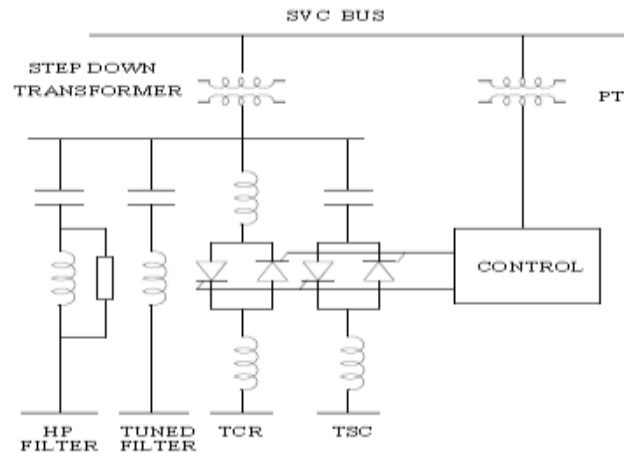 SVC BUS
STEP DOWN
TRANSFORMER
PT
CONTROL
HP
FILTER
TUNED
FILTER
TCR
TSC